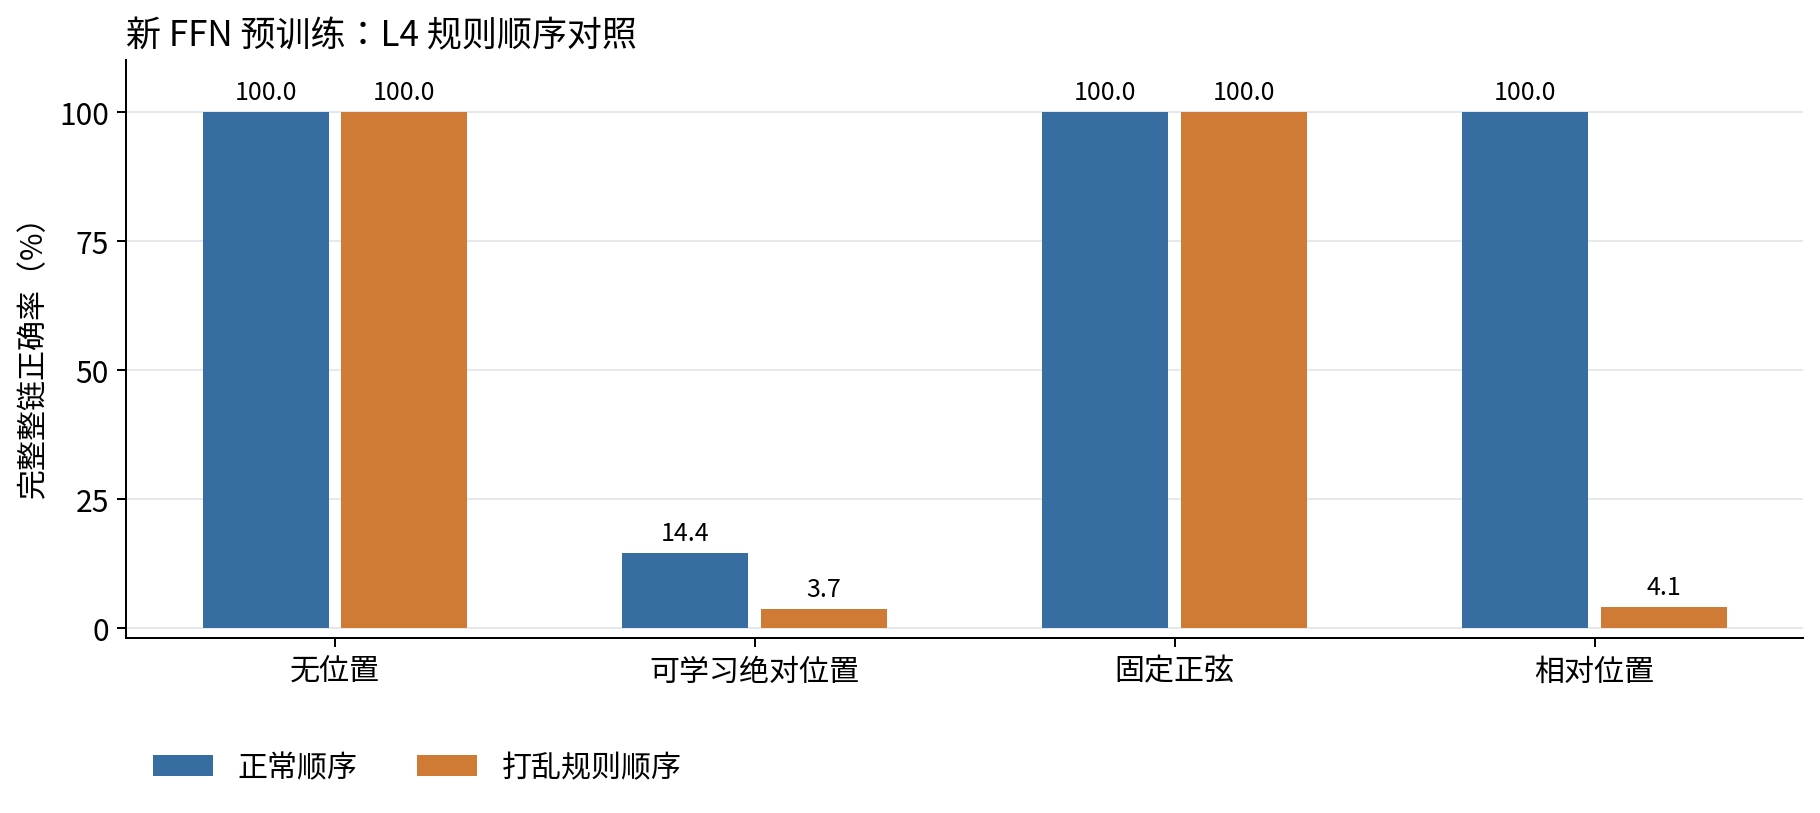 新 FFN 预训练：L4 规则顺序对照
完整整链正确率（%）
100
75
50
25
0
100.0
100.0
14.4
3.7
100.0
100.0
100.0
4.1
无位置
可学习绝对位置
固定正弦
相对位置
正常顺序
打乱规则顺序